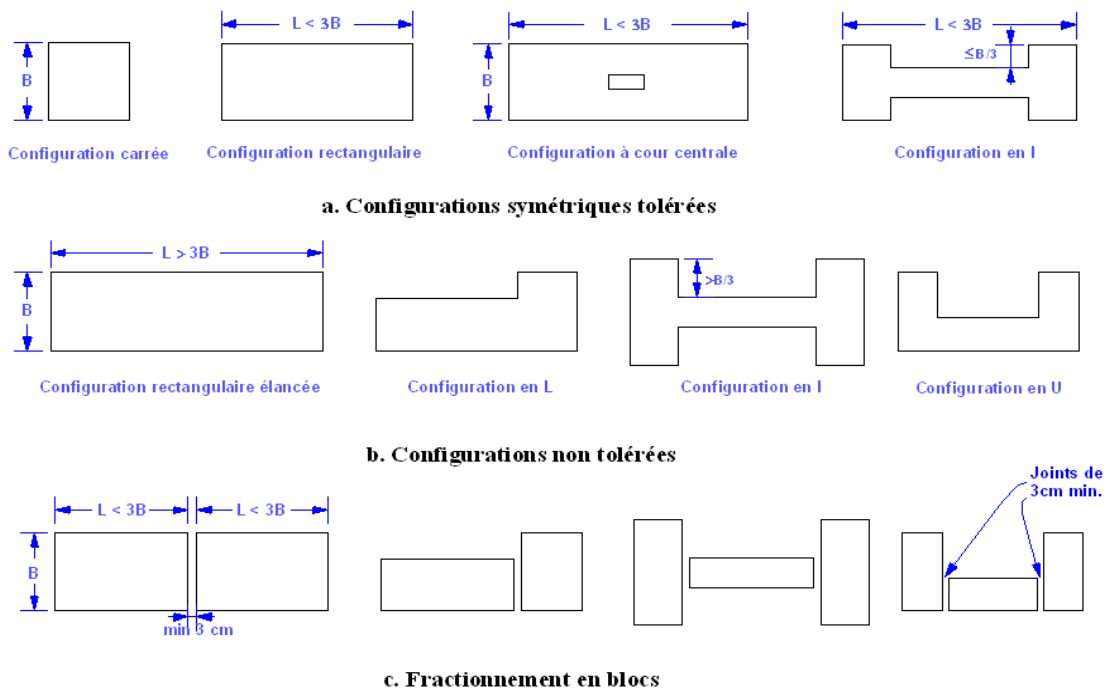 L < 3B
L < 3B
L < 3B
B
B
≤B/3
Configuration carrée
Configuration rectangulaire
Configuration à cour centrale
Configuration en I
a. Configurations symétriques tolérées
L > 3B
B
>B/3
Configuration rectangulaire élancée
Configuration en L
Configuration en I
Configuration en U
b. Configurations non tolérées
Joints de
3cm min.
L < 3B
L < 3B
B
min 3 cm
c. Fractionnement en blocs